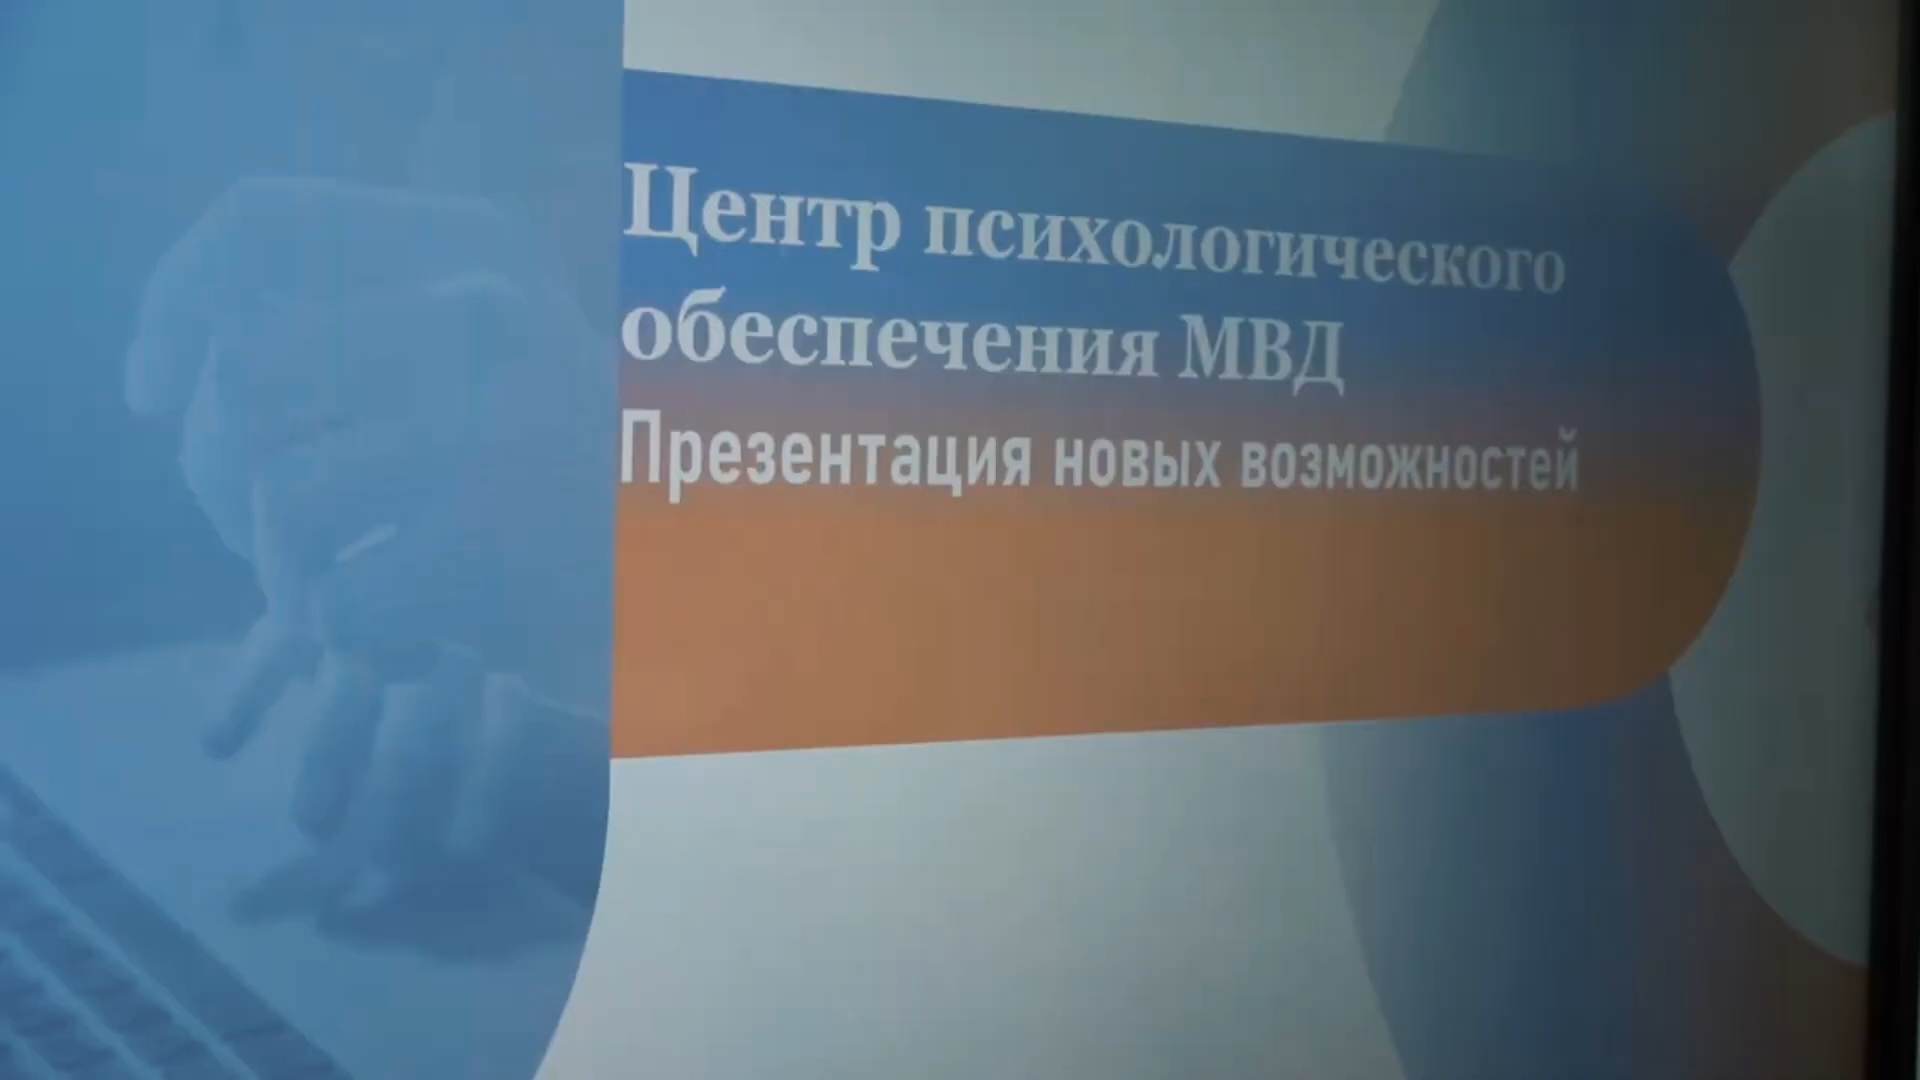 Центр психологического
обеспечения МВД
Презентация новых возможностей